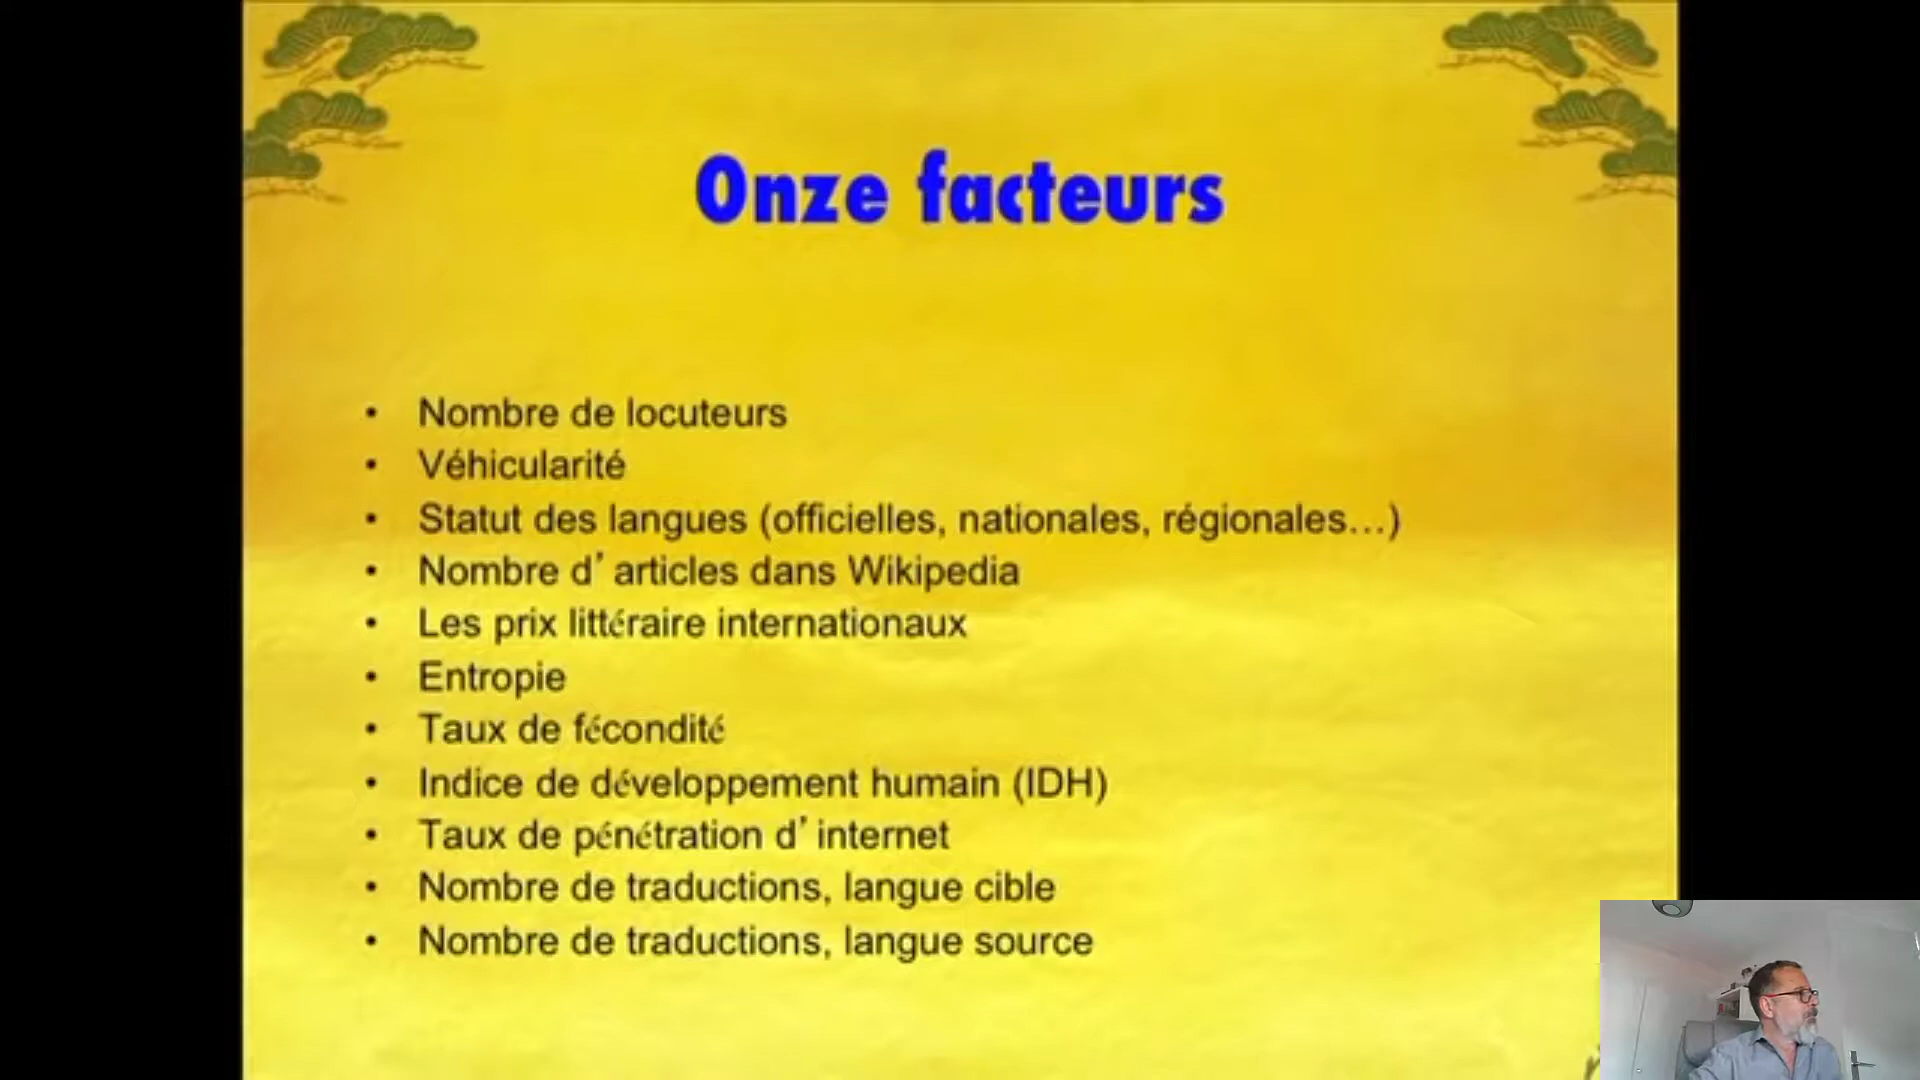 Onze facteurs
• Nombre de locuteurs
• Véhicularité
• Statut des langues (officielles, nationales, régionales…)
• Nombre d’articles dans Wikipedia
• Les prix littéraire internationaux
• Entropie
• Taux de fécondité
• Indice de développement humain (IDH)
• Taux de pénétration d’internet
• Nombre de traductions, langue cible
• Nombre de traductions, langue source